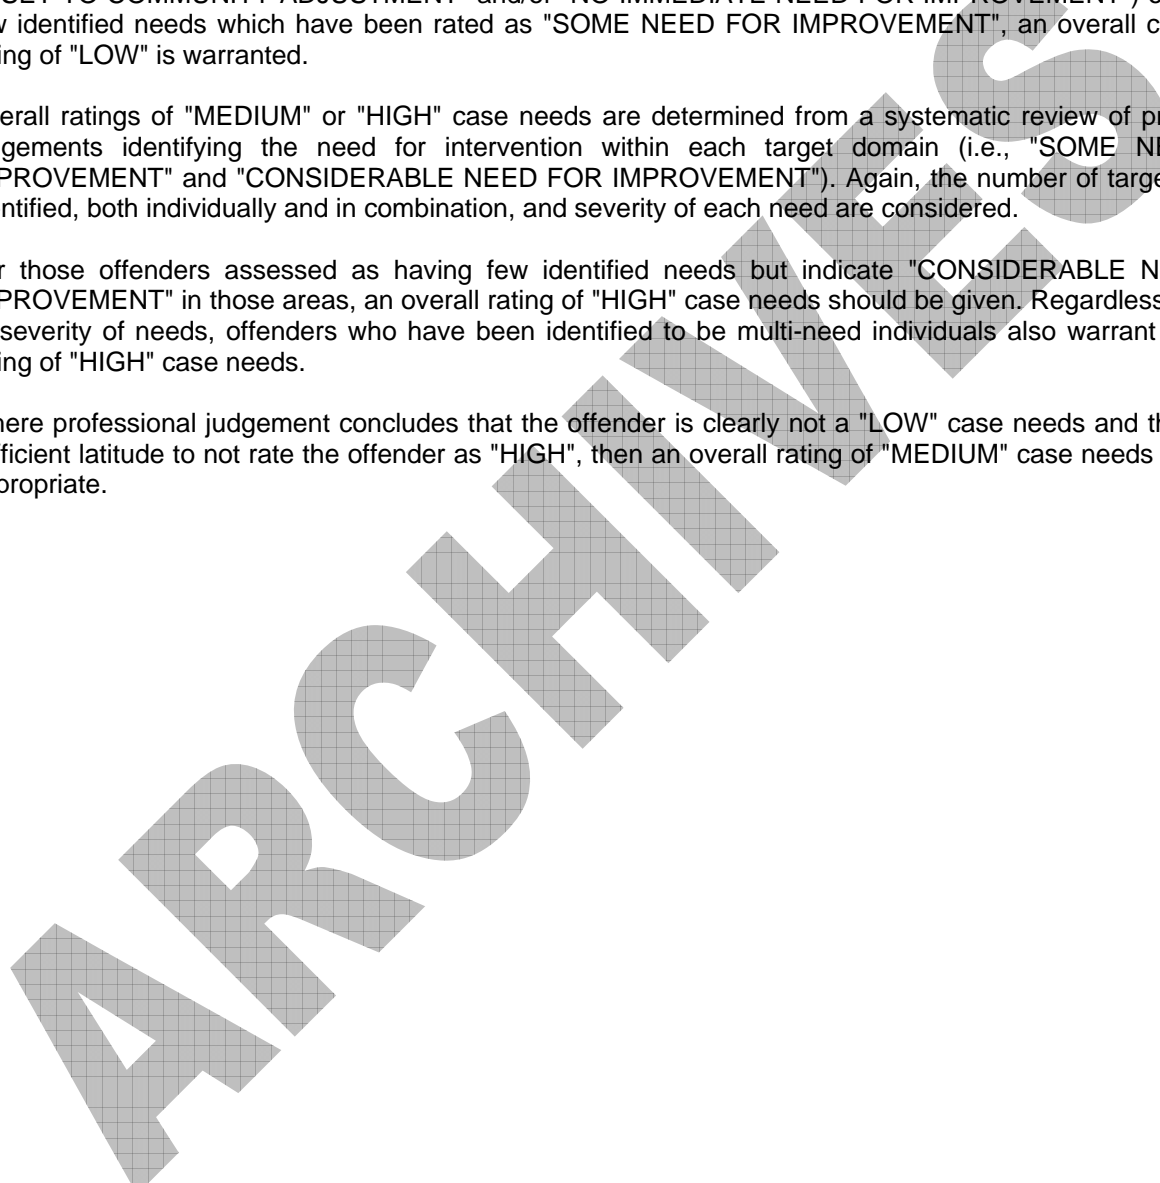 TO COMMUNITY ADJUSTMENT" and/or "NO IMMEDIATE NEED FOR IMPROVEMENT")
w identified needs which have been rated as "SOME NEED FOR IMPROVEMENT", an overall c
ing of "LOW" is warranted.
erall ratings of "MEDIUM" or "HIGH" case needs are determined from a systematic review of pr
gements identifying the need for intervention within each target domain (i.e., "SOME NE
PROVEMENT" and "CONSIDERABLE NEED FOR IMPROVEMENT"). Again, the number of targe
ntified, both individually and in combination, and severity of each need are considered.
r those offenders assessed as having few identified needs but indicate "CONSIDERABLE N
PROVEMENT" in those areas, an overall rating of "HIGH" case needs should be given. Regardless
severity of needs, offenders who have been identified to be multi-need individuals also warrant
ing of "HIGH" case needs.
here professional judgement concludes that the offender is clearly not a "LOW" case needs and th
fficient latitude to not rate the offender as "HIGH", then an overall rating of "MEDIUM" case needs
propriate.
ARCHIVES